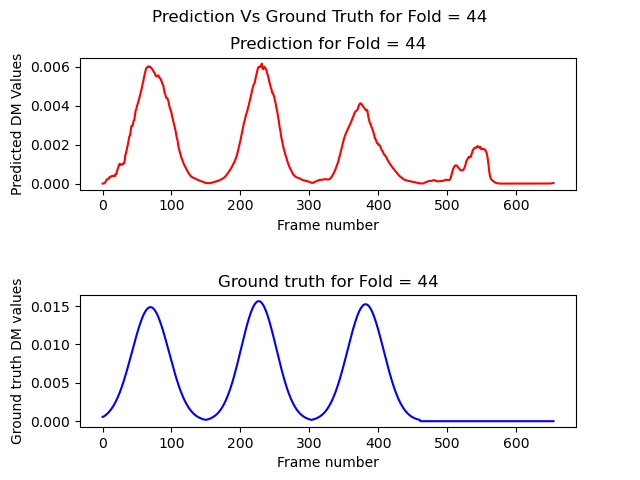 Prediction Vs Ground Truth for Fold = 44
Prediction for Fold = 44
Predicted DM Values
0.006
0.004
0.002
0.000
0 100 200 300 400 500 600
Frame number
Ground truth for Fold = 44
Ground truth DM values
0.015
0.010
0.005
0.000
0 100 200 300 400 500 600
Frame number